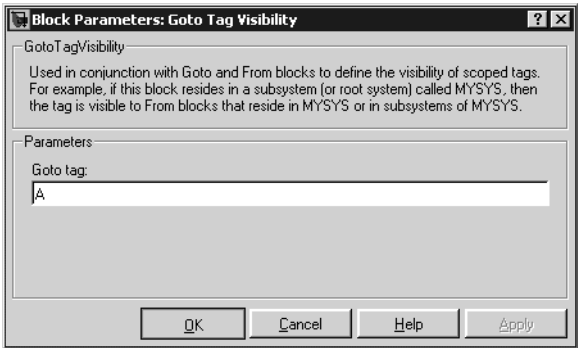 Block Parameters: Goto Tag Visibility
GotoTagVisibility
Used in conjunction with Goto and From blocks to define the visibility of scoped tags.
For example, if this block resides in a subsystem (or root system) called MYSYS, then
the tag is visible to From blocks that reside in MYSYS or in subsystems of MYSYS.
Parameters
Goto tag:
A
OK Cancel Help Apply